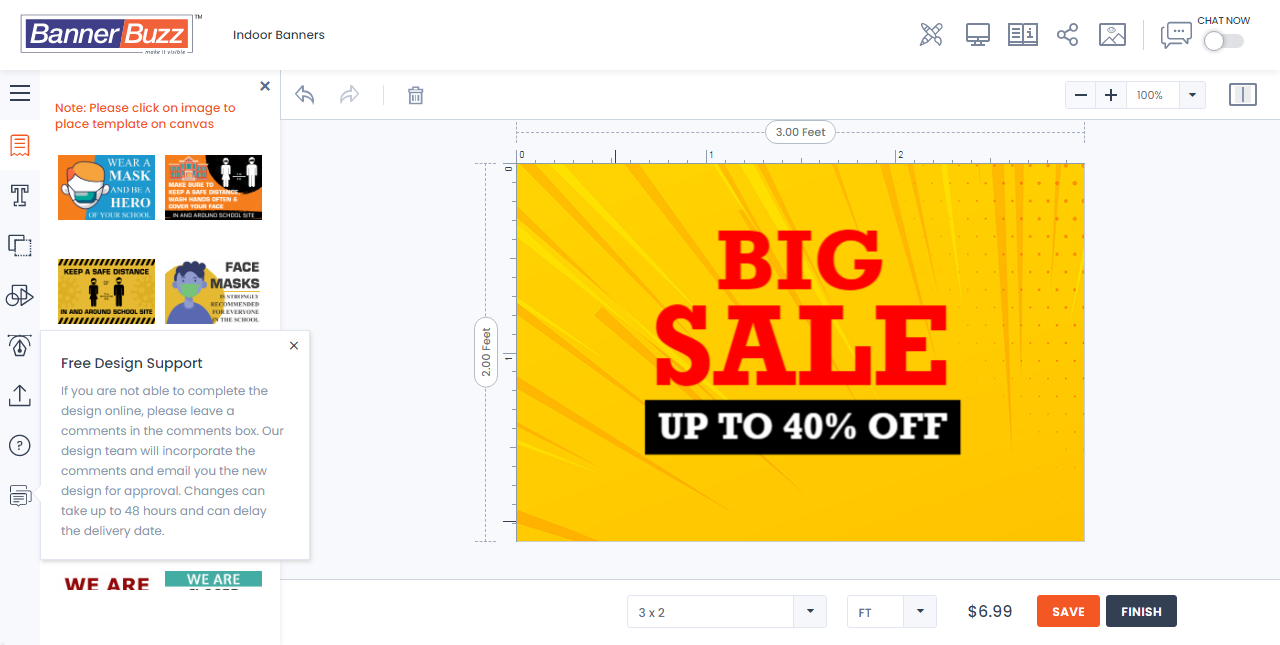 BannerBuzz™
make it visible
Indoor Banners
CHAT NOW
Note: Please click on image to
place template on canvas
100%
WEAR A
MASK
AND BE A
HERO
OF YOUR SCHOOL
MAKE SURE TO
KEEP A SAFE DISTANCE,
WASH HANDS OFTEN &
COVER YOUR FACE
IN AND AROUND SCHOOL SITE
KEEP A SAFE DISTANCE
IN AND AROUND SCHOOL SITE
FACE
MASKS
IS STRONGLY
RECOMMENDED
FOR EVERYONE
IN THE SCHOOL
Free Design Support
If you are not able to complete the
design online, please leave a
comments in the comments box. Our
design team will incorporate the
comments and email you the new
design for approval. Changes can
take up to 48 hours and can delay
the delivery date.
WE ARE
WE ARE
3.00 Feet
0 1 2
0
1
2.00 Feet
BIG
SALE
UP TO 40% OFF
3 x 2
FT
$6.99
SAVE
FINISH